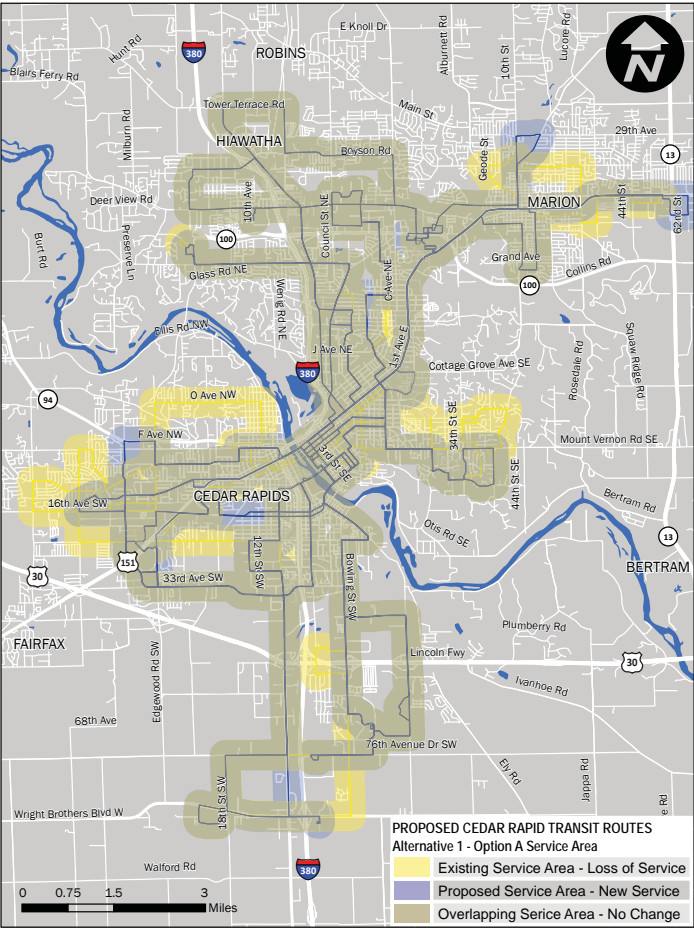 E Knoll Dr
Hunt Rd
ROBINS
Alburnett Rd
10th St
Lucore Rd
380
N
Blairs Ferry Rd
Tower Terrace Rd
Main St
Milburn Rd
HIAWATHA
Boyson Rd
Geode St
29th Ave
13
Deer View Rd
10th Ave
Council St NE
MARION
44th St
62nd St
100
Burt Rd
Preserve Ln
Glass Rd NE
C Ave NE
Grand Ave
Collins Rd
100
Wenig Rd NE
Ellis Rd NW
J Ave NE
1st Ave E
380
Cottage Grove Ave SE
Rosedale Rd
Squaw Ridge Rd
94
O Ave NW
F Ave NW
34th St SE
Mount Vernon Rd SE
3rd St SE
16th Ave SW
CEDAR RAPIDS
44th St SE
Bertram Rd
Otis Rd SE
13
151
12th St SW
Bowling St SW
30
33rd Ave SW
BERTRAM
FAIRFAX
Plumberry Rd
Edgewood Rd SW
Lincoln Fwy
30
Ivanhoe Rd
68th Ave
76th Avenue Dr SW
Ely Rd
Jappa Rd
18th St SW
Wright Brothers Blvd W
e Rd
Walford Rd
380
PROPOSED CEDAR RAPID TRANSIT ROUTES
Alternative 1 - Option A Service Area
Existing Service Area - Loss of Service
Proposed Service Area - New Service
Overlapping Serice Area - No Change
0 0.75 1.5 3
Miles